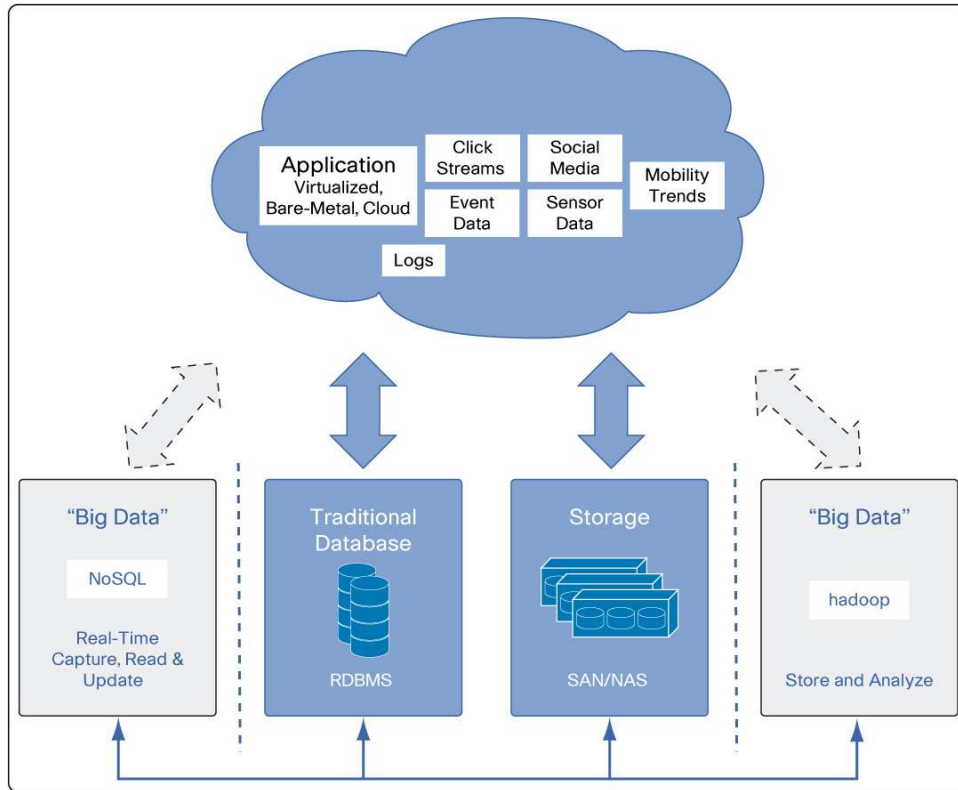 Application
Virtualized,
Bare-Metal, Cloud
Click
Streams
Social
Media
Mobility
Trends
Event
Data
Sensor
Data
Logs
“Big Data”
NoSQL
Real-Time
Capture, Read &
Update
Traditional
Database
RDBMS
Storage
SAN/NAS
“Big Data”
hadoop
Store and Analyze